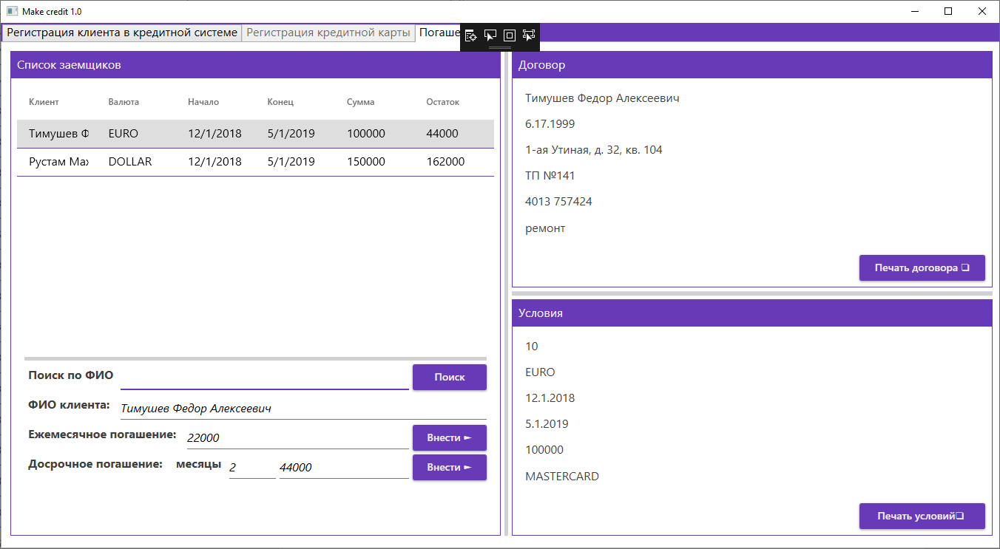 Make credit 1.0
Регистрация клиента в кредитной системе Регистрация кредитной карты Погаше
Список заемщиков
Клиент Валюта Начало Конец Сумма Остаток
Тимушев Ф EURO 12/1/2018 5/1/2019 100000 44000
Рустам Мах DOLLAR 12/1/2018 5/1/2019 150000 162000
Поиск по ФИО Поиск
ФИО клиента: Тимушев Федор Алексеевич
Ежемесячное погашение: 22000 Внести ►
Досрочное погашение: месяцы 2 44000 Внести ►
Договор
Тимушев Федор Алексеевич
6.17.1999
1-ая Утиная, д. 32, кв. 104
ТП №141
4013 757424
ремонт
Печать договора ❏
Условия
10
EURO
12.1.2018
5.1.2019
100000
MASTERCARD
Печать условий❏